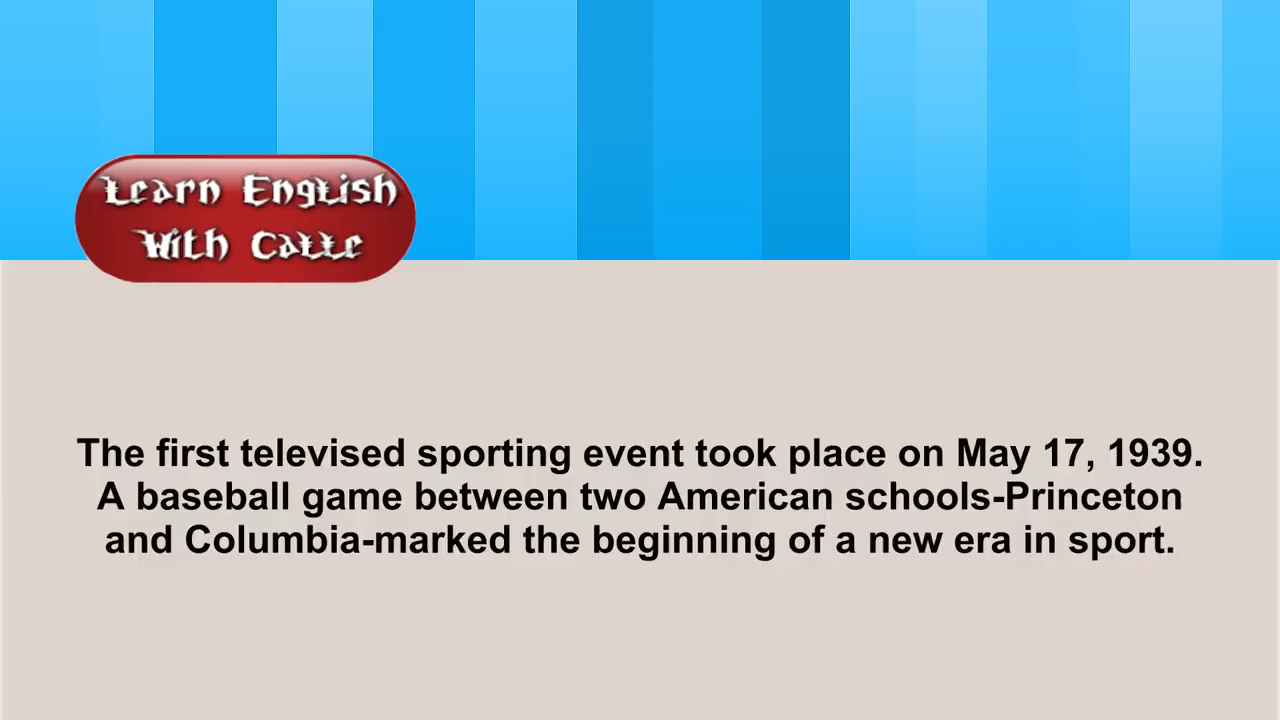 Learn English
With Catte
The first televised sporting event took place on May 17, 1939.
A baseball game between two American schools-Princeton
and Columbia-marked the beginning of a new era in sport.